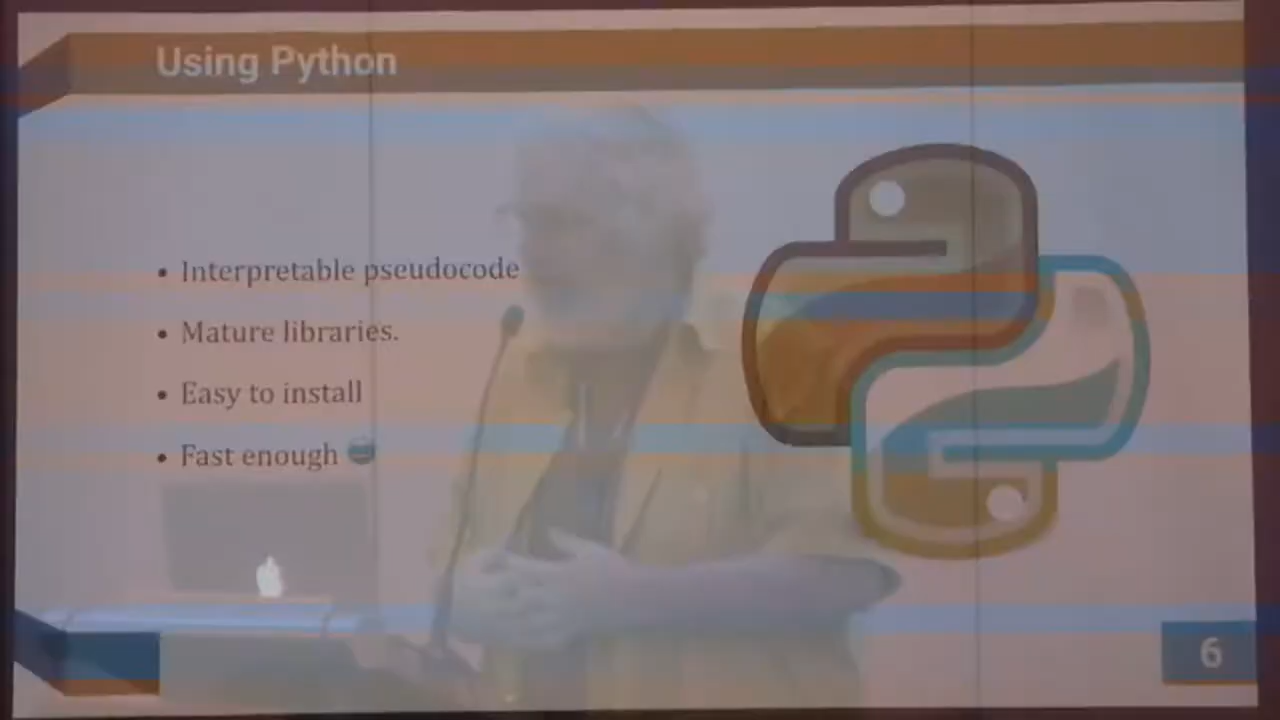 Using Python
• Interpretable pseudocode
• Mature libraries.
• Easy to install
• Fast enough
6